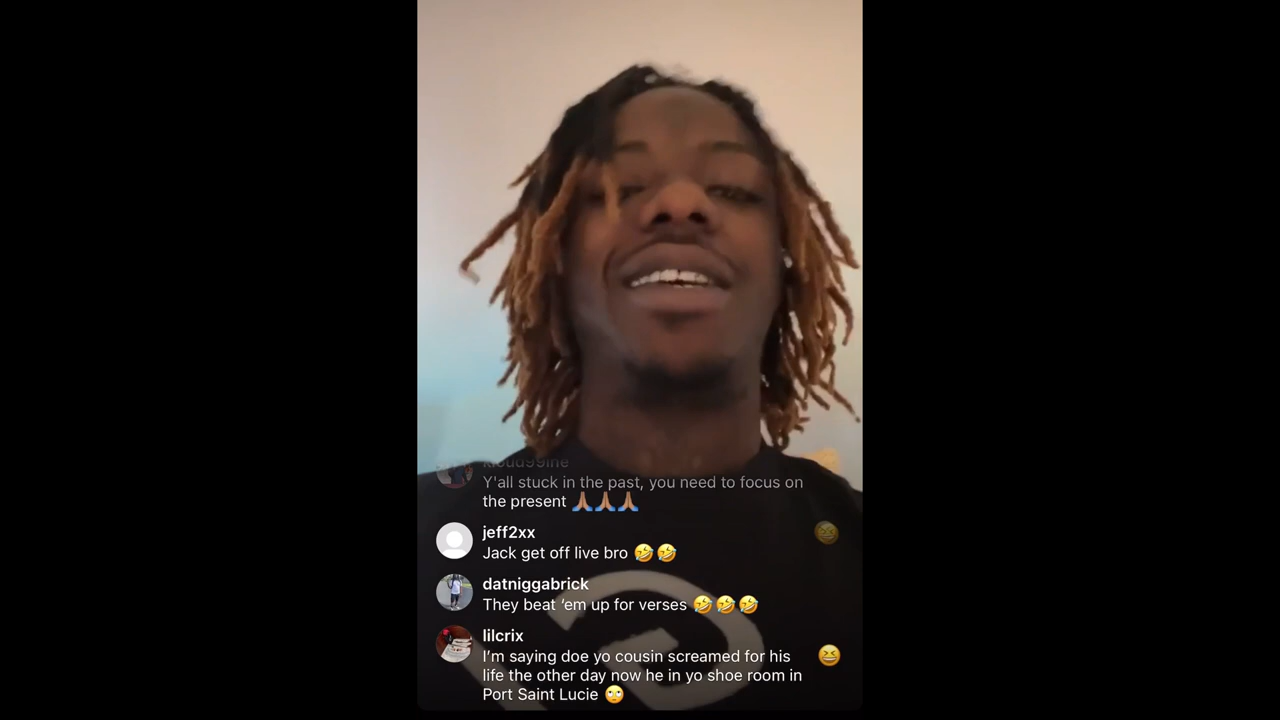 kloud99ine
Y'all stuck in the past, you need to focus on
the present 🙏🏽🙏🏽🙏🏽
jeff2xx
Jack get off live bro 🤣🤣
datniggabrick
They beat ‘em up for verses 🤣🤣🤣
lilcrix
I’m saying doe yo cousin screamed for his
life the other day now he in yo shoe room in
Port Saint Lucie 🙄